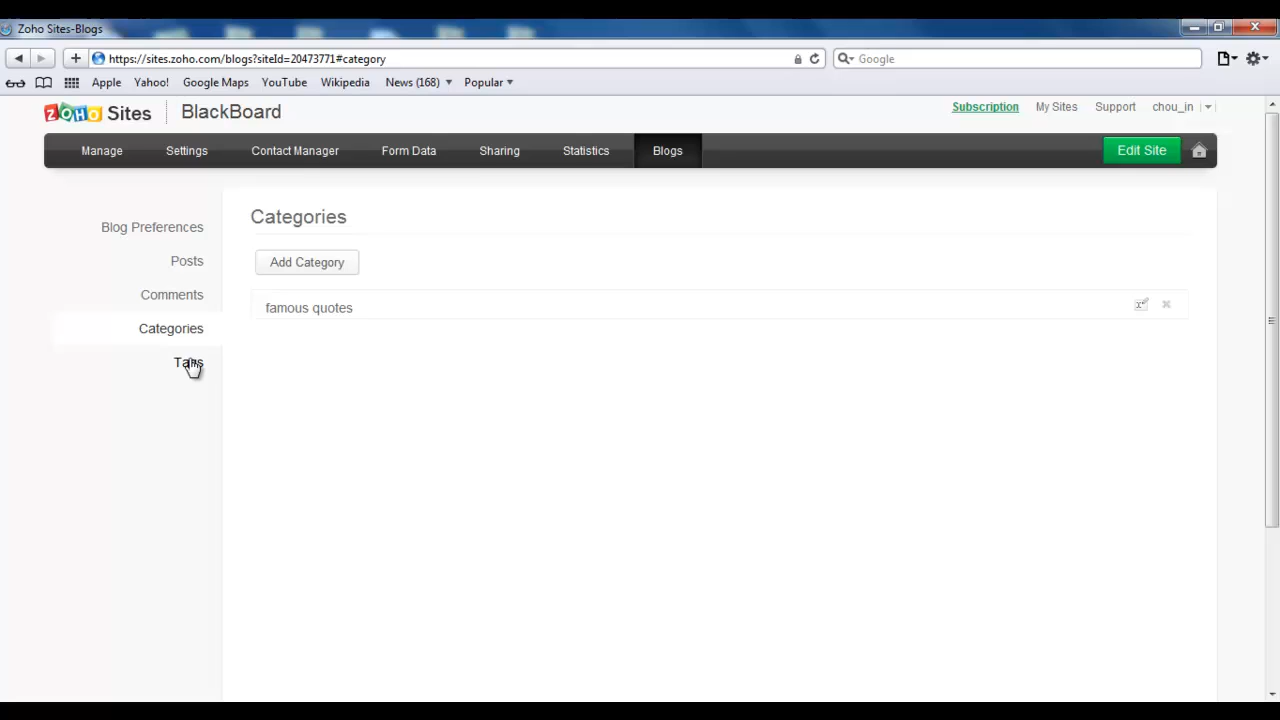 Zoho Sites-Blogs
https://sites.zoho.com/blogs?siteId=20473771#category
Google
Apple Yahoo! Google Maps YouTube Wikipedia News (168) Popular
ZOHO Sites BlackBoard
Subscription My Sites Support chou_in
Manage Settings Contact Manager Form Data Sharing Statistics Blogs Edit Site
Blog Preferences
Posts
Comments
Categories
Tags
Categories
Add Category
famous quotes